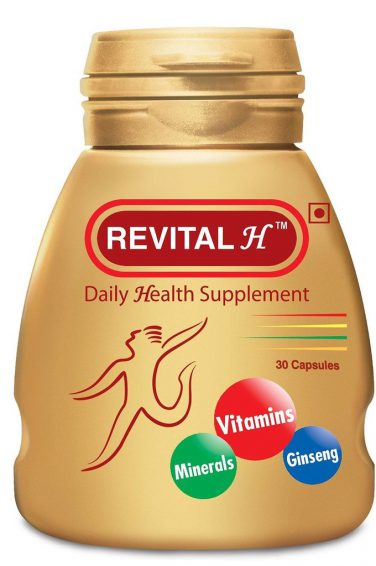 REVITAL H™
Daily Health Supplement
30 Capsules
Vitamins
Minerals
Ginseng